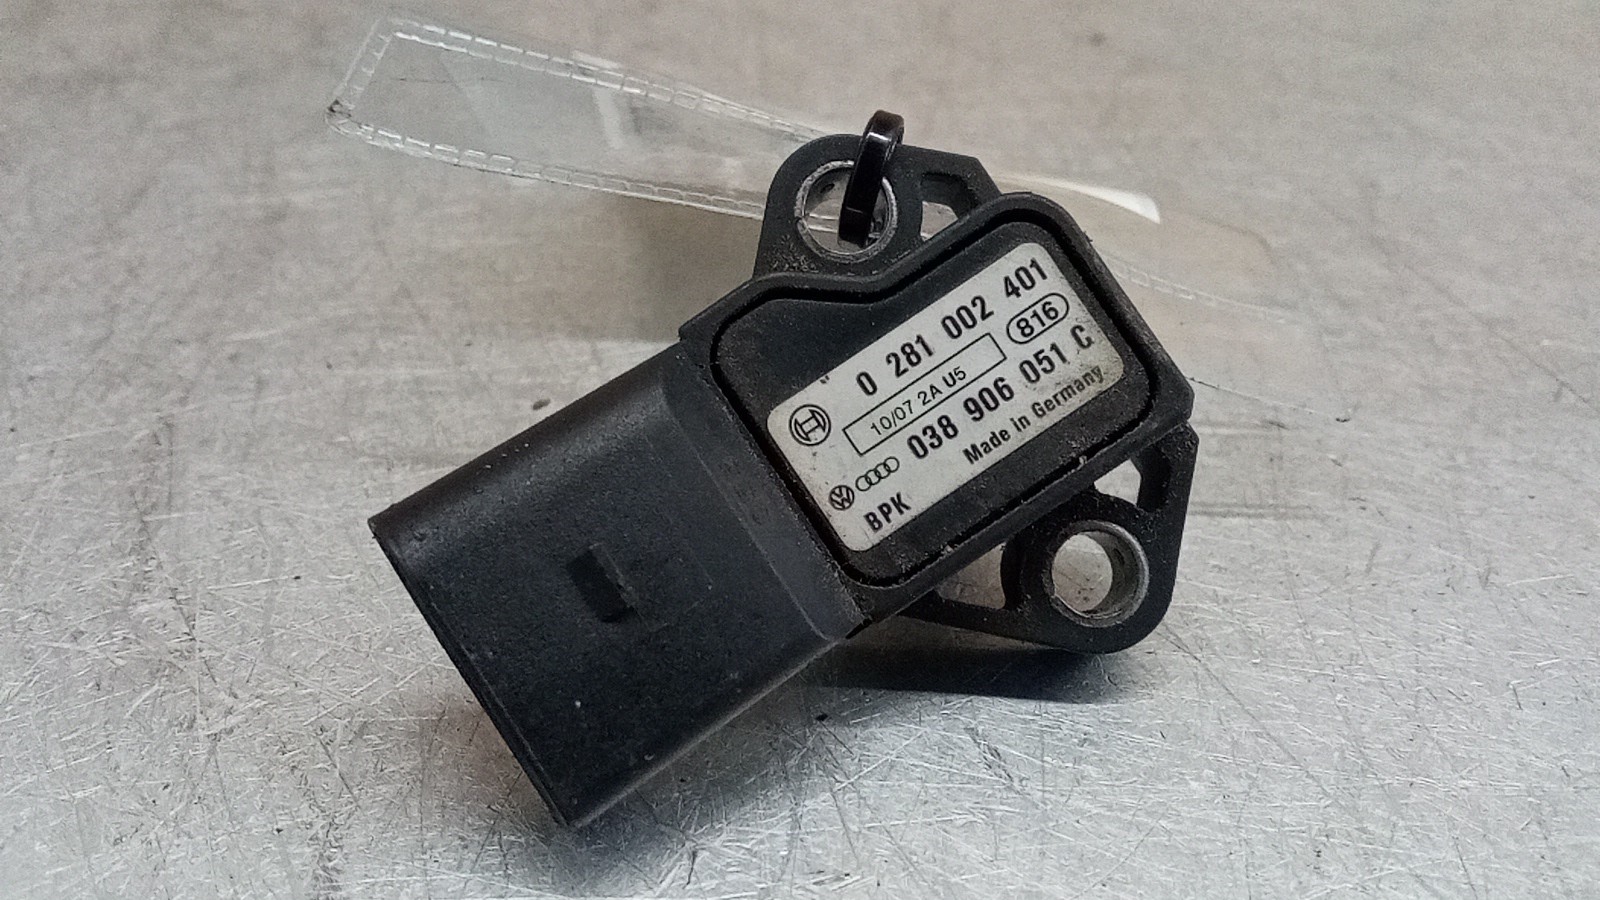 0 281 002 401
10/07 2A U5
816
038 906 051 C
Made in Germany
BPK